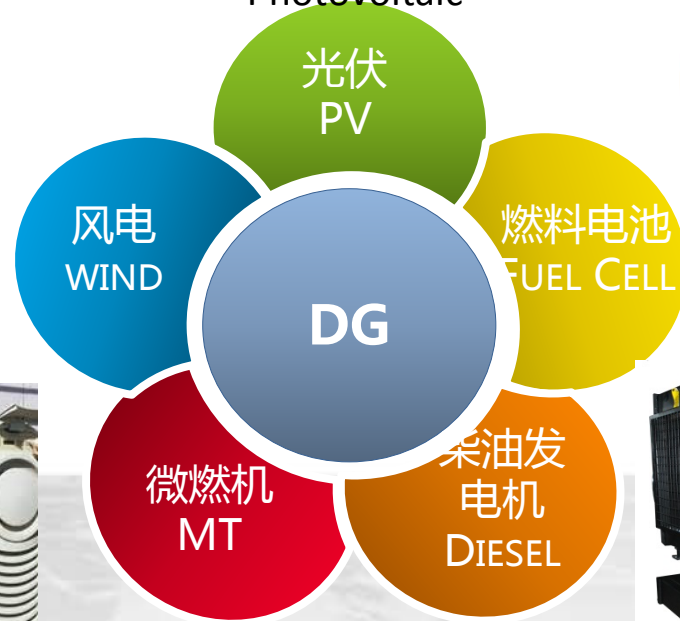 Photovoltaic
光伏
PV
风电
WIND
燃料电池
FUEL CELL
DG
微燃机
MT
柴油发
电机
DIESEL